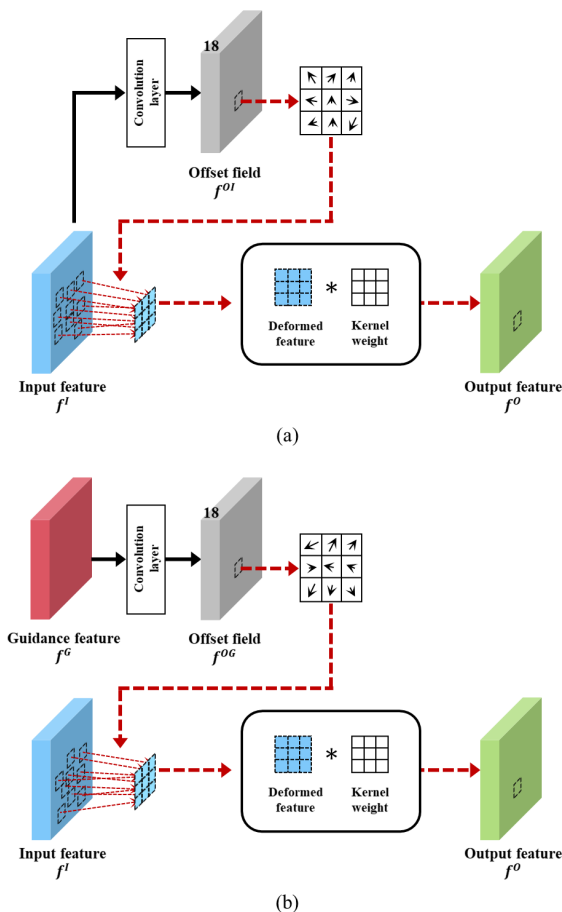 18
Convolution
layer
Offset field
f^{OI}
*
Deformed
feature
Kernel
weight
Input feature
f^I
Output feature
f^O
(a)
18
Convolution
layer
Guidance feature
f^G
Offset field
f^{OG}
*
Deformed
feature
Kernel
weight
Input feature
f^I
Output feature
f^O
(b)